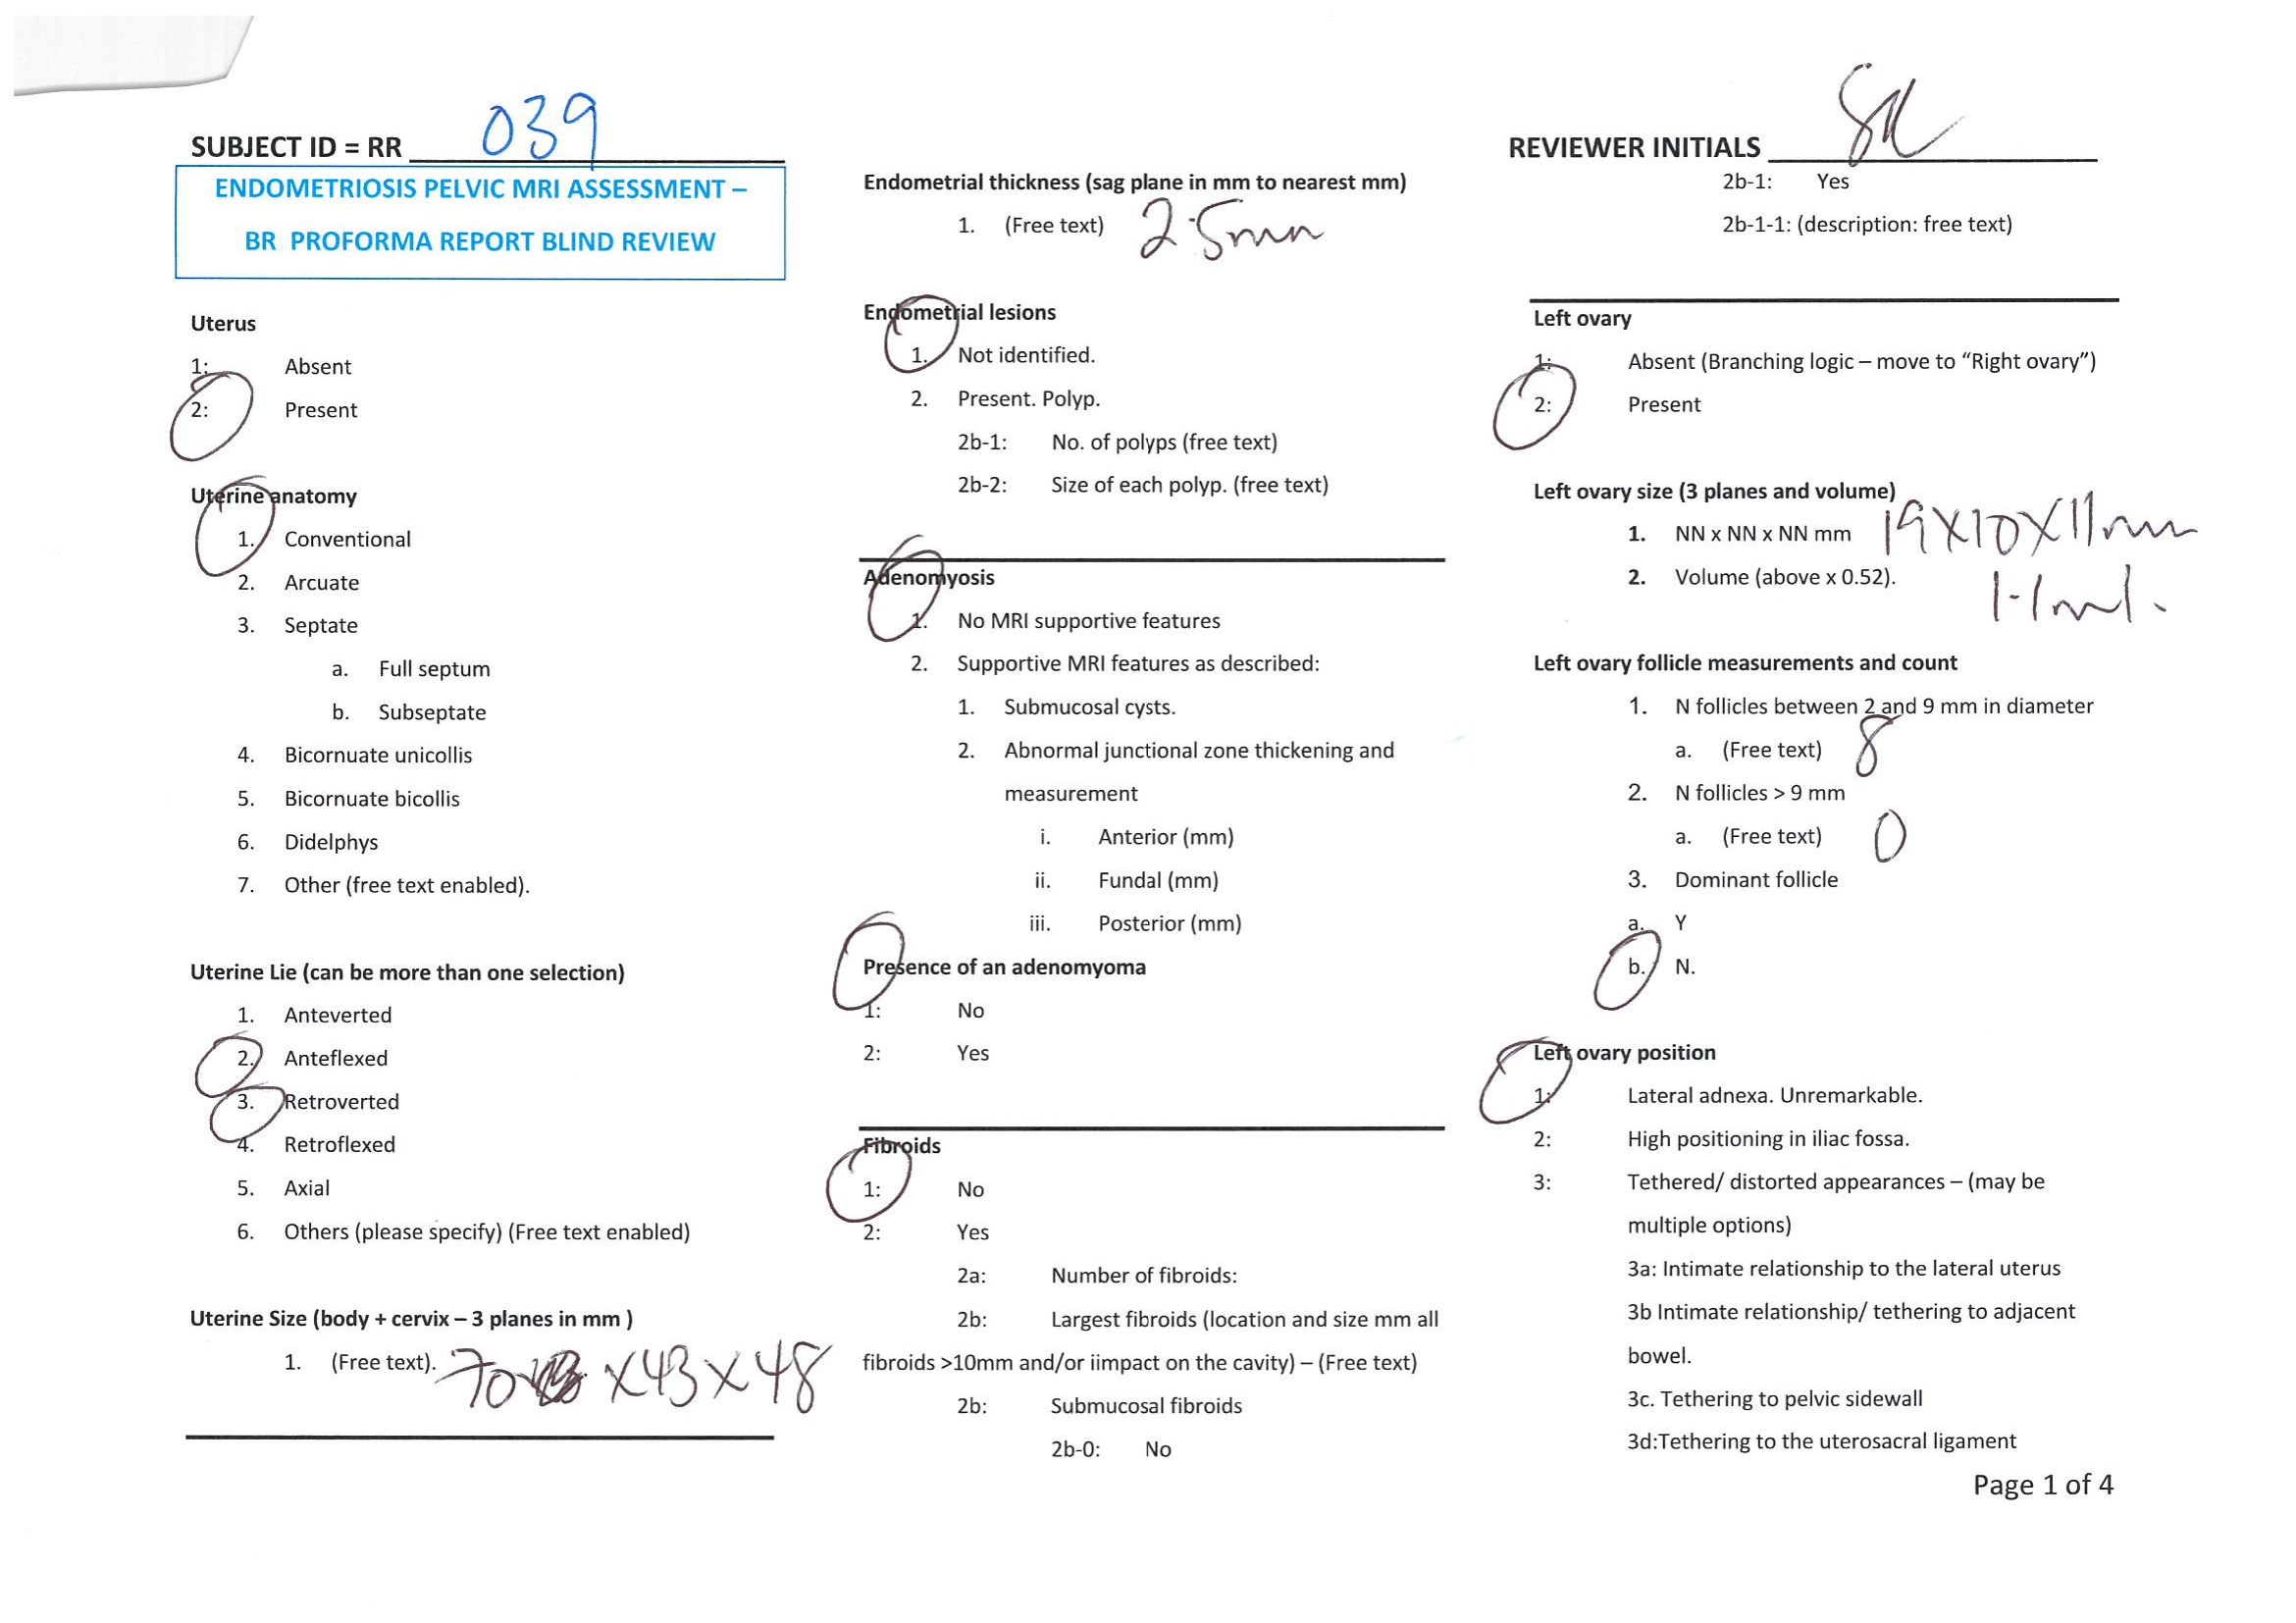 SUBJECT ID = RR 039
ENDOMETRIOSIS PELVIC MRI ASSESSMENT –
BR PROFORMA REPORT BLIND REVIEW
Uterus
1: Absent
2: Present
Uterine anatomy
1. Conventional
2. Arcuate
3. Septate
a. Full septum
b. Subseptate
4. Bicornuate unicollis
5. Bicornuate bicollis
6. Didelphys
7. Other (free text enabled).
Uterine Lie (can be more than one selection)
1. Anteverted
2. Anteflexed
3. Retroverted
4. Retroflexed
5. Axial
6. Others (please specify) (Free text enabled)
Uterine Size (body + cervix – 3 planes in mm )
1. (Free text). 70 x 43 x 48
Endometrial thickness (sag plane in mm to nearest mm)
1. (Free text) 2.5mm
Endometrial lesions
1. Not identified.
2. Present. Polyp.
2b-1: No. of polyps (free text)
2b-2: Size of each polyp. (free text)
Adenomyosis
1. No MRI supportive features
2. Supportive MRI features as described:
1. Submucosal cysts.
2. Abnormal junctional zone thickening and
measurement
i. Anterior (mm)
ii. Fundal (mm)
iii. Posterior (mm)
Presence of an adenomyoma
1: No
2: Yes
Fibroids
1: No
2: Yes
2a: Number of fibroids:
2b: Largest fibroids (location and size mm all
fibroids >10mm and/or iimpact on the cavity) – (Free text)
2b: Submucosal fibroids
2b-0: No
REVIEWER INITIALS
2b-1: Yes
2b-1-1: (description: free text)
Left ovary
1: Absent (Branching logic – move to “Right ovary”)
2: Present
Left ovary size (3 planes and volume)
1. NN x NN x NN mm 19x10x11mm
2. Volume (above x 0.52). 1.1ml.
Left ovary follicle measurements and count
1. N follicles between 2 and 9 mm in diameter
a. (Free text) 8
2. N follicles > 9 mm
a. (Free text) 0
3. Dominant follicle
a. Y
b. N.
Left ovary position
1: Lateral adnexa. Unremarkable.
2: High positioning in iliac fossa.
3: Tethered/ distorted appearances – (may be
multiple options)
3a: Intimate relationship to the lateral uterus
3b Intimate relationship/ tethering to adjacent
bowel.
3c. Tethering to pelvic sidewall
3d:Tethering to the uterosacral ligament
Page 1 of 4